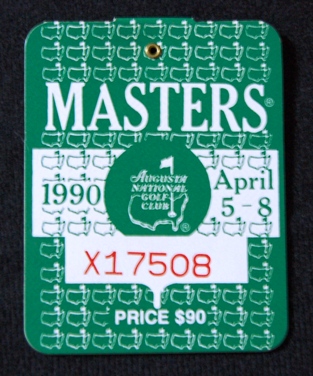 MASTERS®
1990
AUGUSTA
NATIONAL
GOLF
CLUB
®
April
5-8
X17508
PRICE $90